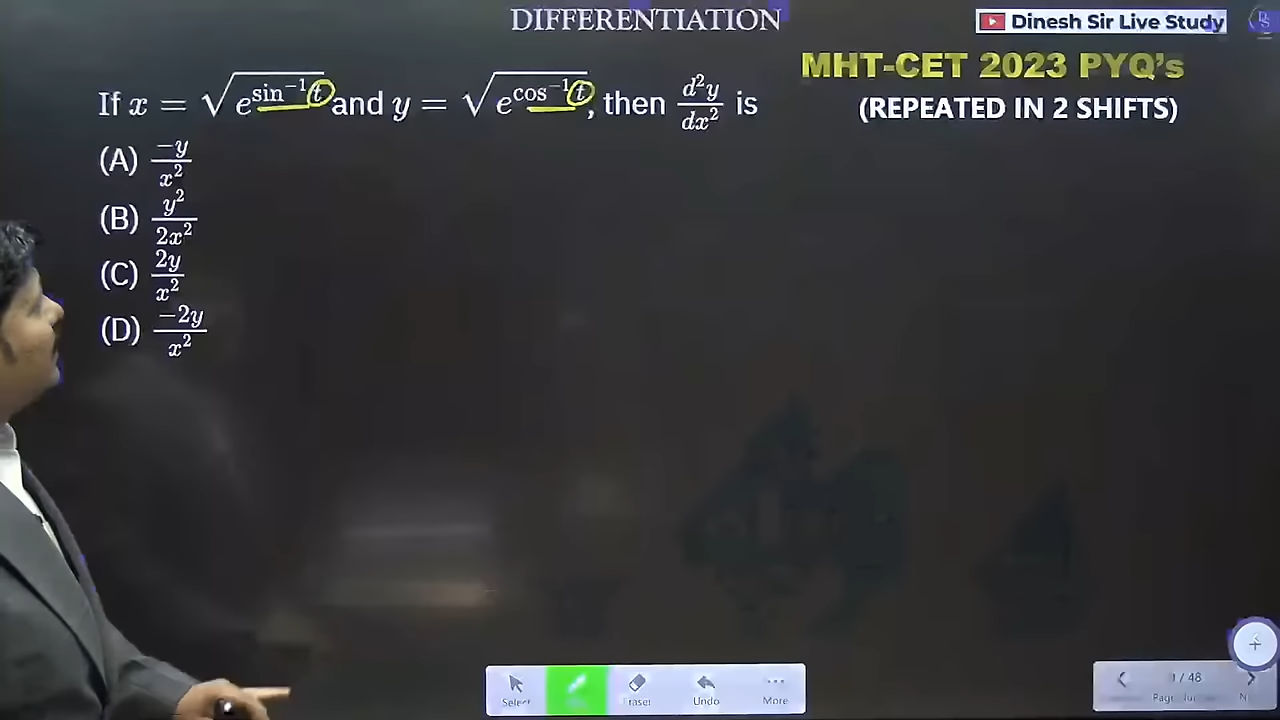 DIFFERENTIATION
Dinesh Sir Live Study
MHT-CET 2023 PYQ's
(REPEATED IN 2 SHIFTS)
If x = √(e^(sin⁻¹ t)) and y = √(e^(cos⁻¹ t)), then d²y/dx² is
(A) −y/x²
(B) y²/2x²
(C) 2y/x²
(D) −2y/x²
Select
Eraser
Undo
More
1 / 48